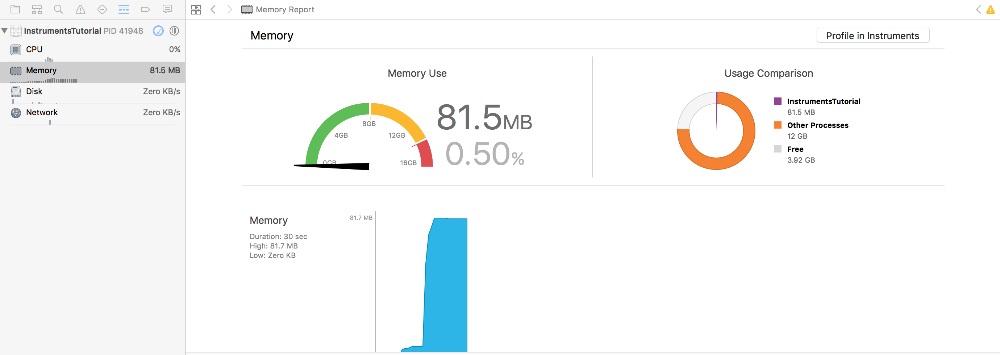 Memory Report
InstrumentsTutorial PID 41948
CPU 0%
Memory 81.5 MB
Disk Zero KB/s
Network Zero KB/s
Memory
Profile in Instruments
Memory Use
0GB
4GB
8GB
12GB
16GB
81.5MB
0.50%
Usage Comparison
InstrumentsTutorial
81.5 MB
Other Processes
12 GB
Free
3.92 GB
Memory
Duration: 30 sec
High: 81.7 MB
Low: Zero KB
81.7 MB